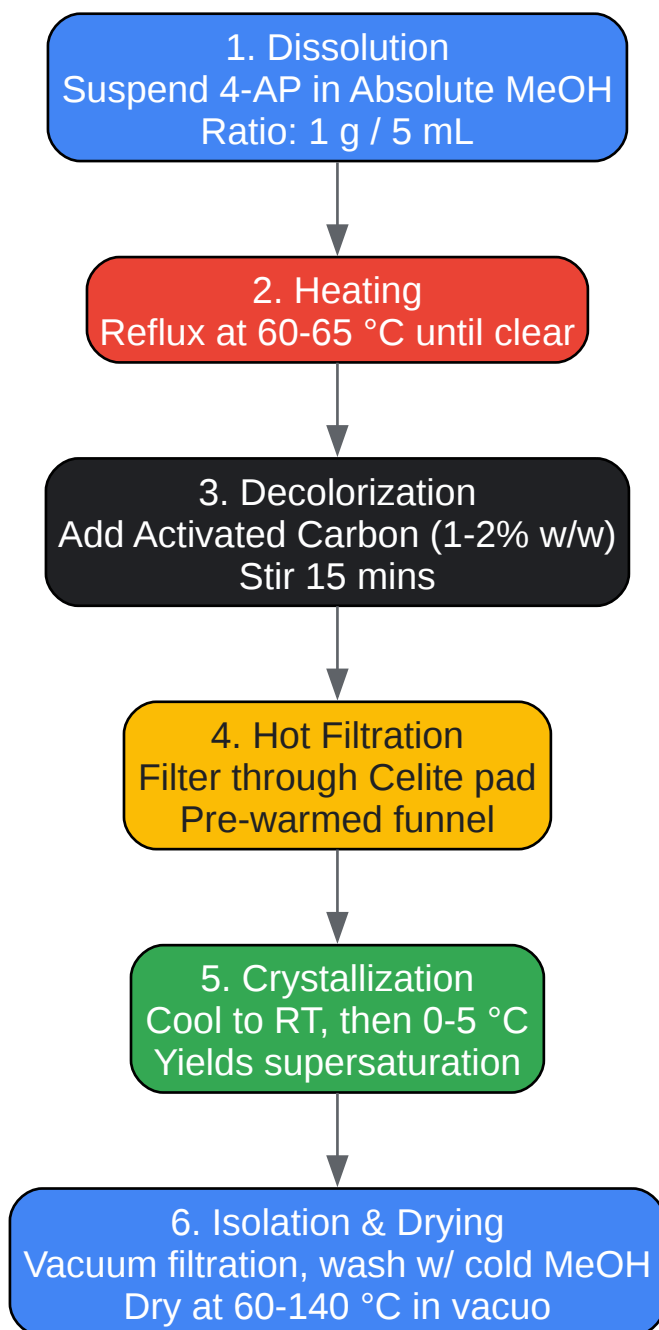 1. Dissolution
Suspend 4-AP in Absolute MeOH
Ratio: 1 g / 5 mL
2. Heating
Reflux at 60-65 °C until clear
3. Decolorization
Add Activated Carbon (1-2% w/w)
Stir 15 mins
4. Hot Filtration
Filter through Celite pad
Pre-warmed funnel
5. Crystallization
Cool to RT, then 0-5 °C
Yields supersaturation
6. Isolation & Drying
Vacuum filtration, wash w/ cold MeOH
Dry at 60-140 °C in vacuo